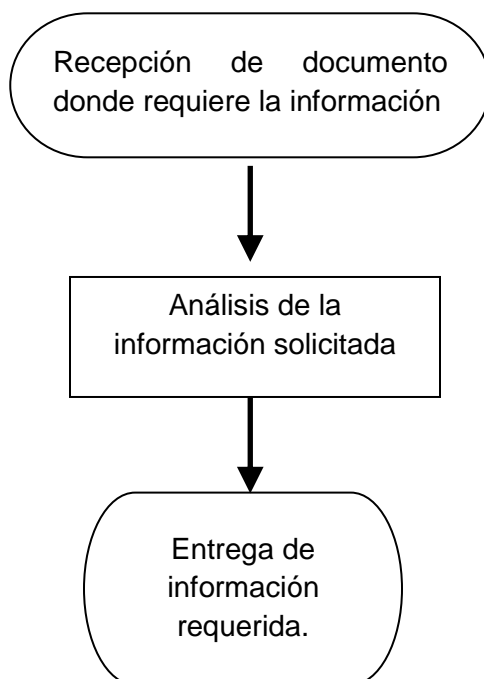 Recepción de documento
donde requiere la información
Análisis de la
información solicitada
Entrega de
información
requerida.